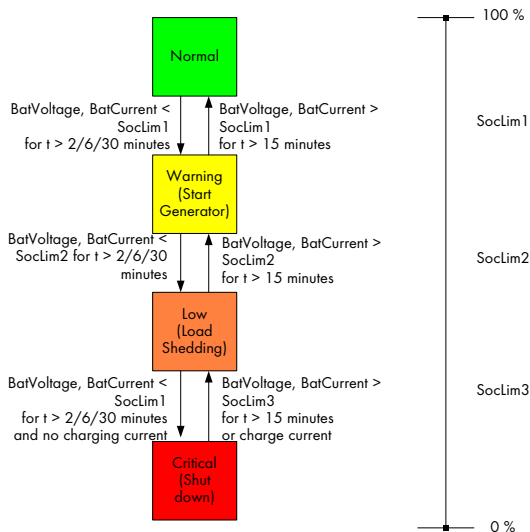 100 %
Normal
BatVoltage, BatCurrent <
SocLim1
for t > 2/6/30 minutes
BatVoltage, BatCurrent >
SocLim1
for t > 15 minutes
SocLim1
Warning
(Start
Generator)
BatVoltage, BatCurrent <
SocLim2 for t > 2/6/30
minutes
BatVoltage, BatCurrent >
SocLim2
for t > 15 minutes
SocLim2
Low
(Load
Shedding)
BatVoltage, BatCurrent <
SocLim1
for t > 2/6/30 minutes
and no charging current
BatVoltage, BatCurrent >
SocLim3
for t > 15 minutes
or charge current
SocLim3
Critical
(Shut
down)
0 %